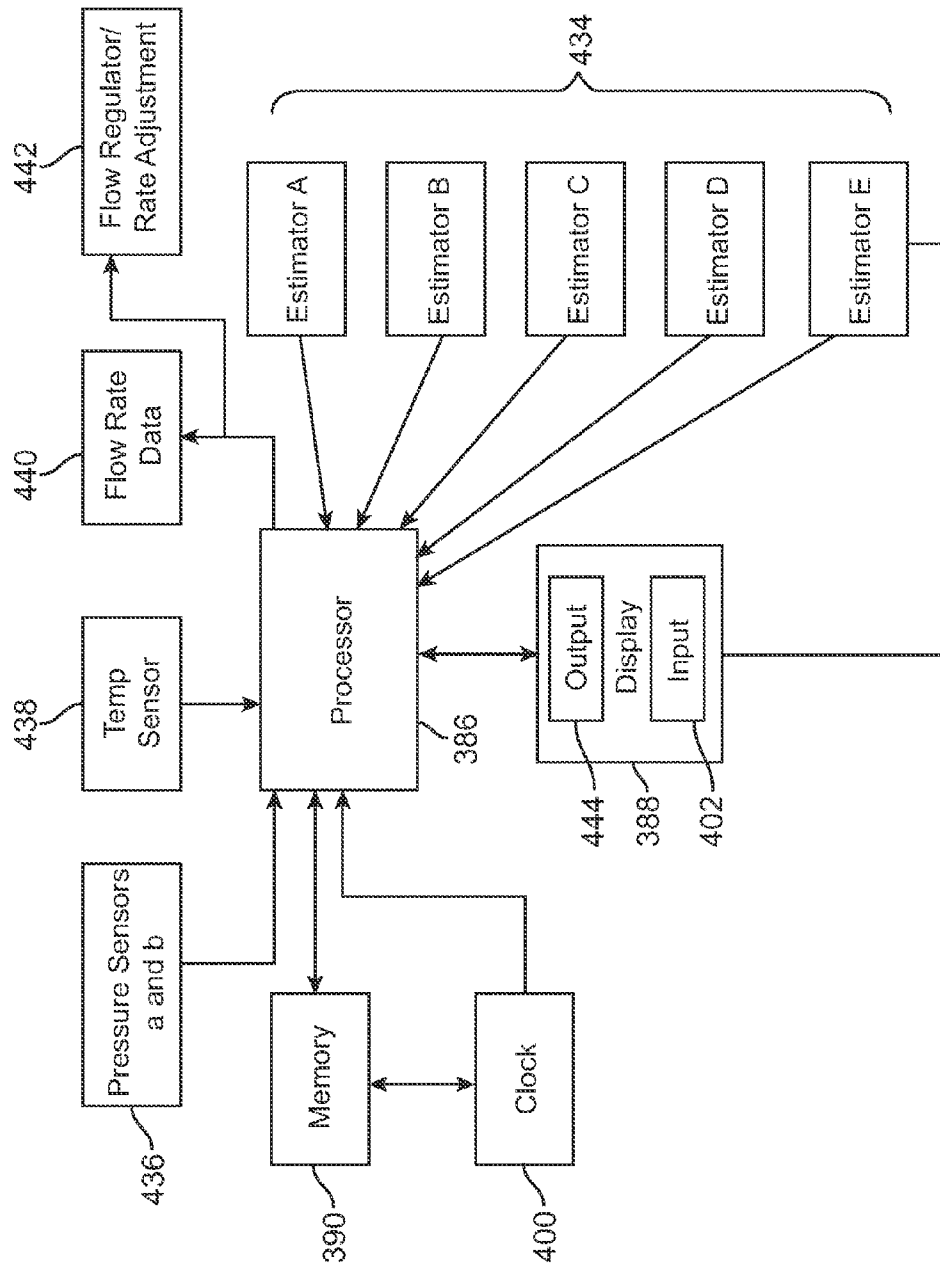 436
Pressure Sensors
a and b
438
Temp
Sensor
440
Flow Rate
Data
442
Flow Regulator/
Rate Adjustment
390
Memory
400
Clock
Processor
386
444
Output
Display
Input
388
402
Estimator A
Estimator B
Estimator C
Estimator D
Estimator E
434